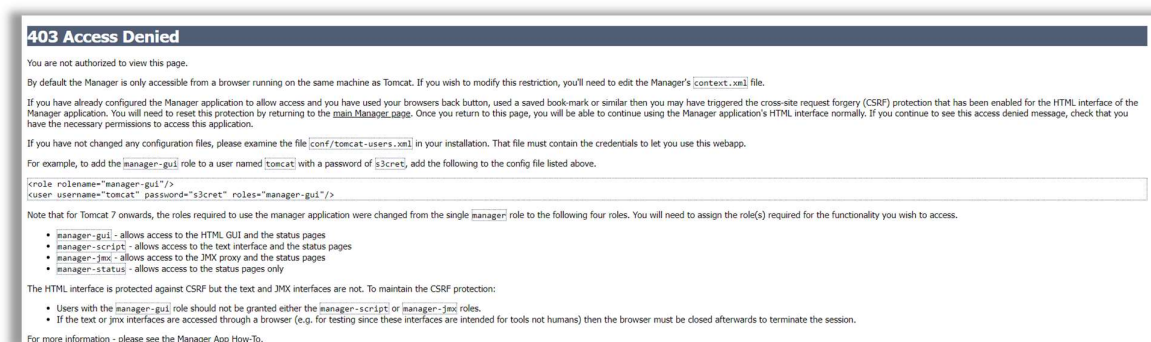 403 Access Denied
You are not authorized to view this page.
By default the Manager is only accessible from a browser running on the same machine as Tomcat. If you wish to modify this restriction, you'll need to edit the Manager's context.xml file.
If you have already configured the Manager application to allow access and you have used your browsers back button, used a saved book-mark or similar then you may have triggered the cross-site request forgery (CSRF) protection that has been enabled for the HTML interface of the
Manager application. You will need to reset this protection by returning to the main Manager page. Once you return to this page, you will be able to continue using the Manager application's HTML interface normally. If you continue to see this access denied message, check that you
have the necessary permissions to access this application.
If you have not changed any configuration files, please examine the file conf/tomcat-users.xml in your installation. That file must contain the credentials to let you use this webapp.
For example, to add the manager-gui role to a user named tomcat with a password of s3cret, add the following to the config file listed above.
<role rolename="manager-gui"/>
<user username="tomcat" password="s3cret" roles="manager-gui"/>
Note that for Tomcat 7 onwards, the roles required to use the manager application were changed from the single manager role to the following four roles. You will need to assign the role(s) required for the functionality you wish to access.
• manager-gui - allows access to the HTML GUI and the status pages
• manager-script - allows access to the text interface and the status pages
• manager-jmx - allows access to the JMX proxy and the status pages
• manager-status - allows access to the status pages only
The HTML interface is protected against CSRF but the text and JMX interfaces are not. To maintain the CSRF protection:
• Users with the manager-gui role should not be granted either the manager-script or manager-jmx roles.
• If the text or jmx interfaces are accessed through a browser (e.g. for testing since these interfaces are intended for tools not humans) then the browser must be closed afterwards to terminate the session.
For more information - please see the Manager App How-To.